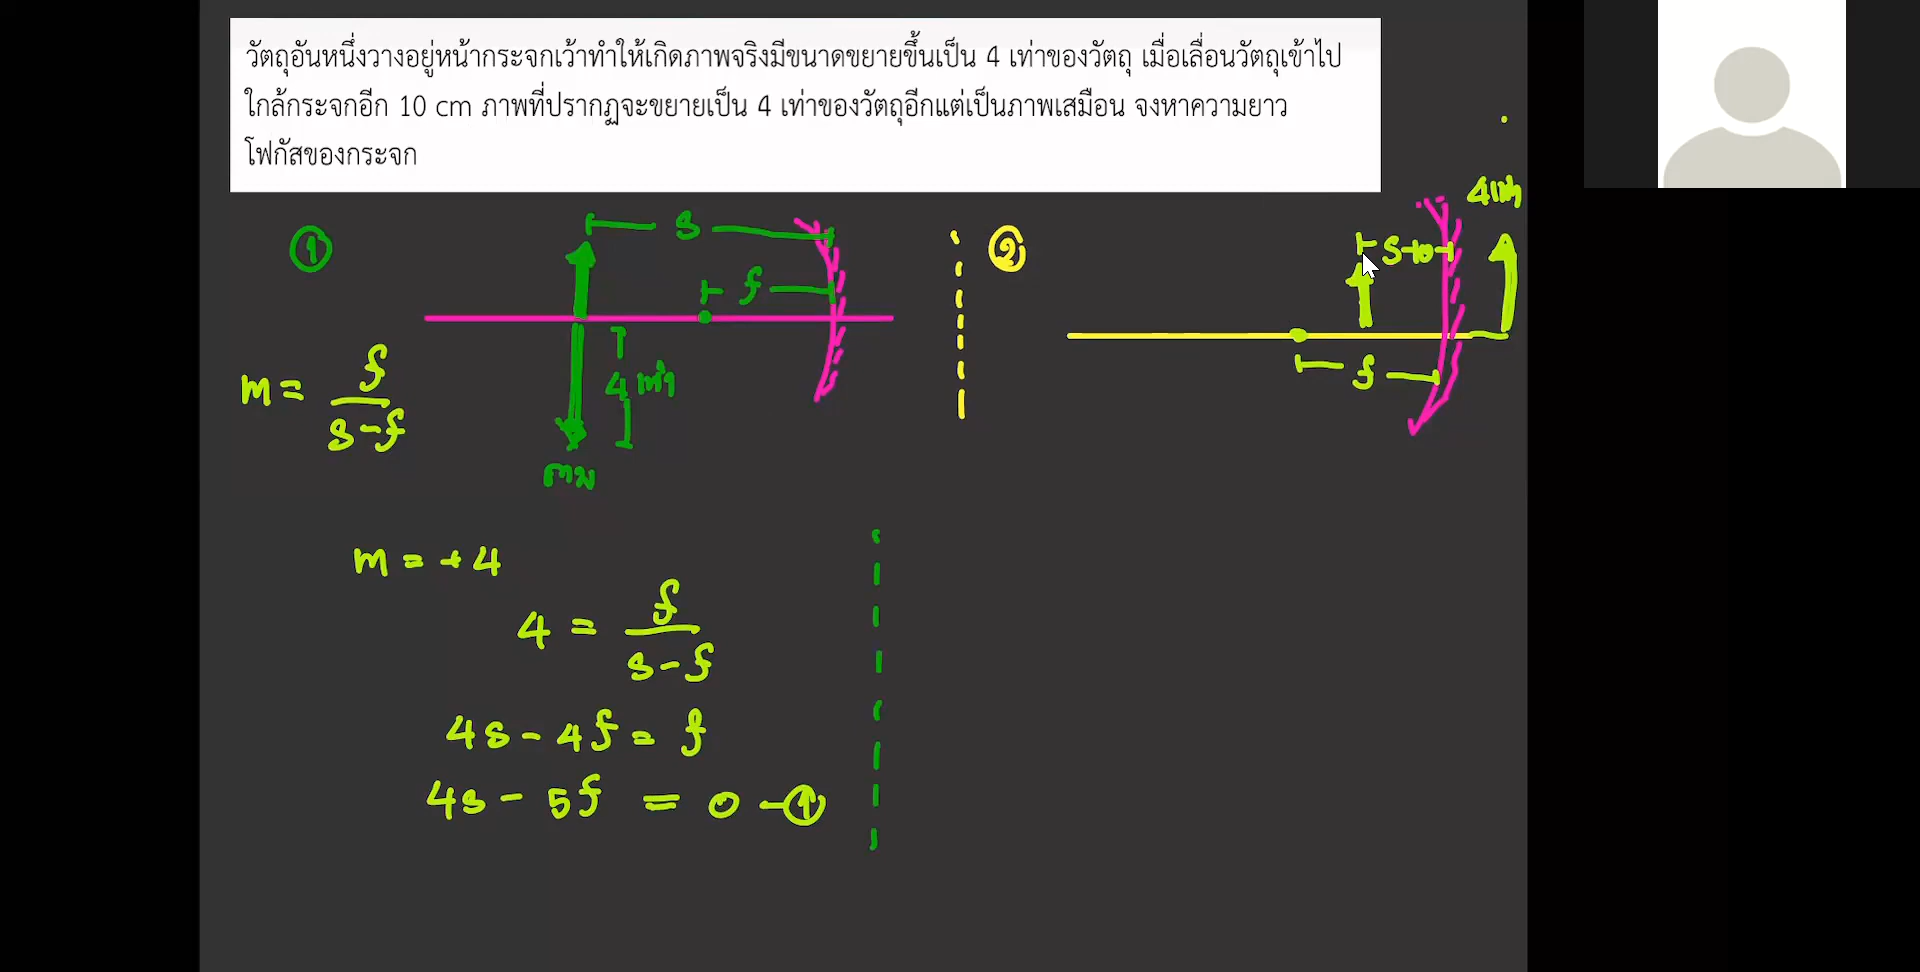 วัตถุอันหนึ่งวางอยู่หน้ากระจกเว้าทำให้เกิดภาพจริงมีขนาดขยายขึ้นเป็น 4 เท่าของวัตถุ เมื่อเลื่อนวัตถุเข้าไป
ใกล้กระจกอีก 10 cm ภาพที่ปรากฏจะขยายเป็น 4 เท่าของวัตถุอีกแต่เป็นภาพเสมือน จงหาความยาว
โฟกัสของกระจก
①
s
f
4 เท่า
ภาพ
m = f / s-f
②
4 เท่า
s-10
f
m = +4
4 = f / s-f
4s - 4f = f
4s - 5f = 0 -①